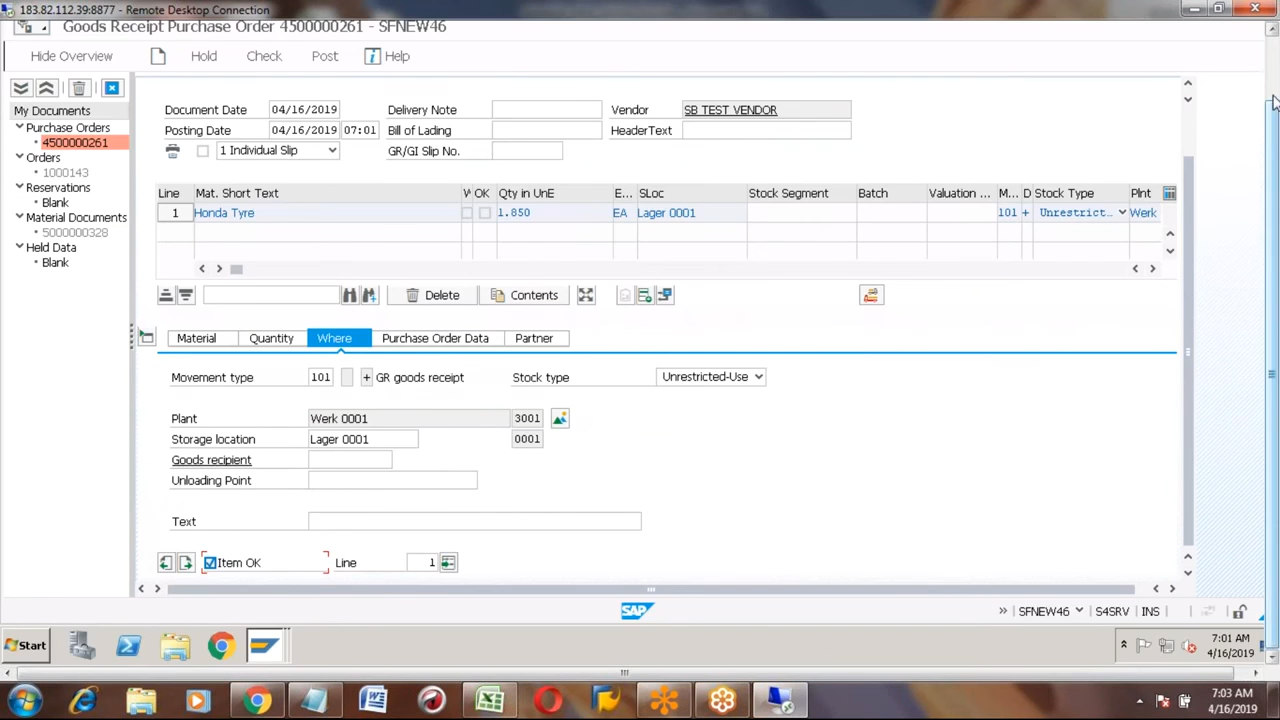 183.82.112.39:8877 - Remote Desktop Connection
Goods Receipt Purchase Order 4500000261 - SFNEW46
Hide Overview Hold Check Post Help
My Documents
Purchase Orders
4500000261
Orders
1000143
Reservations
Blank
Material Documents
5000000328
Held Data
Blank
Document Date 04/16/2019 Delivery Note Vendor SB TEST VENDOR
Posting Date 04/16/2019 07:01 Bill of Lading HeaderText
1 Individual Slip GR/GI Slip No.
Line Mat. Short Text W OK Qty in UnE E... SLoc Stock Segment Batch Valuation ... M... D Stock Type Plnt
1 Honda Tyre 1.850 EA Lager 0001 101 + Unrestrict... Werk
Delete Contents
Material Quantity Where Purchase Order Data Partner
Movement type 101 + GR goods receipt Stock type Unrestricted-Use
Plant Werk 0001 3001
Storage location Lager 0001 0001
Goods recipient
Unloading Point
Text
Item OK Line 1
SAP SFNEW46 S4SRV INS
Start 7:01 AM
4/16/2019
7:03 AM
4/16/2019